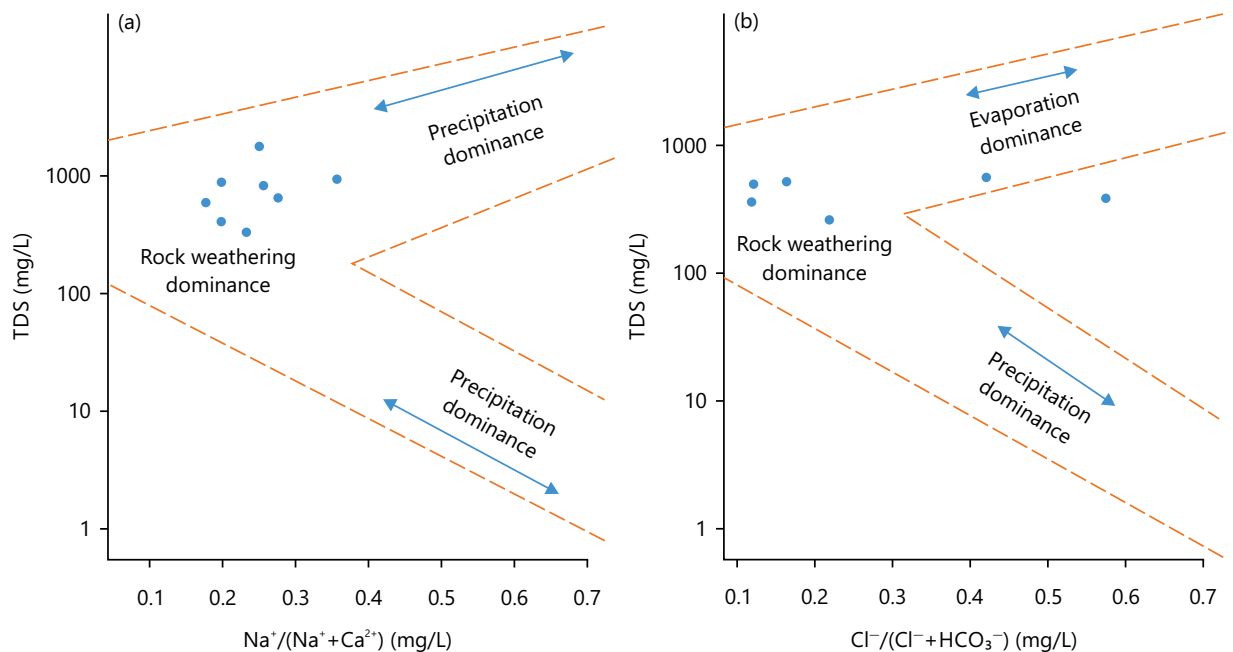 (a)
1000
100
10
1
TDS (mg/L)
Precipitation
dominance
Rock weathering
dominance
Precipitation
dominance
0.1 0.2 0.3 0.4 0.5 0.6 0.7
Na⁺/(Na⁺+Ca²⁺) (mg/L)
(b)
1000
100
10
1
TDS (mg/L)
Evaporation
dominance
Rock weathering
dominance
Precipitation
dominance
0.1 0.2 0.3 0.4 0.5 0.6 0.7
Cl⁻/(Cl⁻+HCO₃⁻) (mg/L)